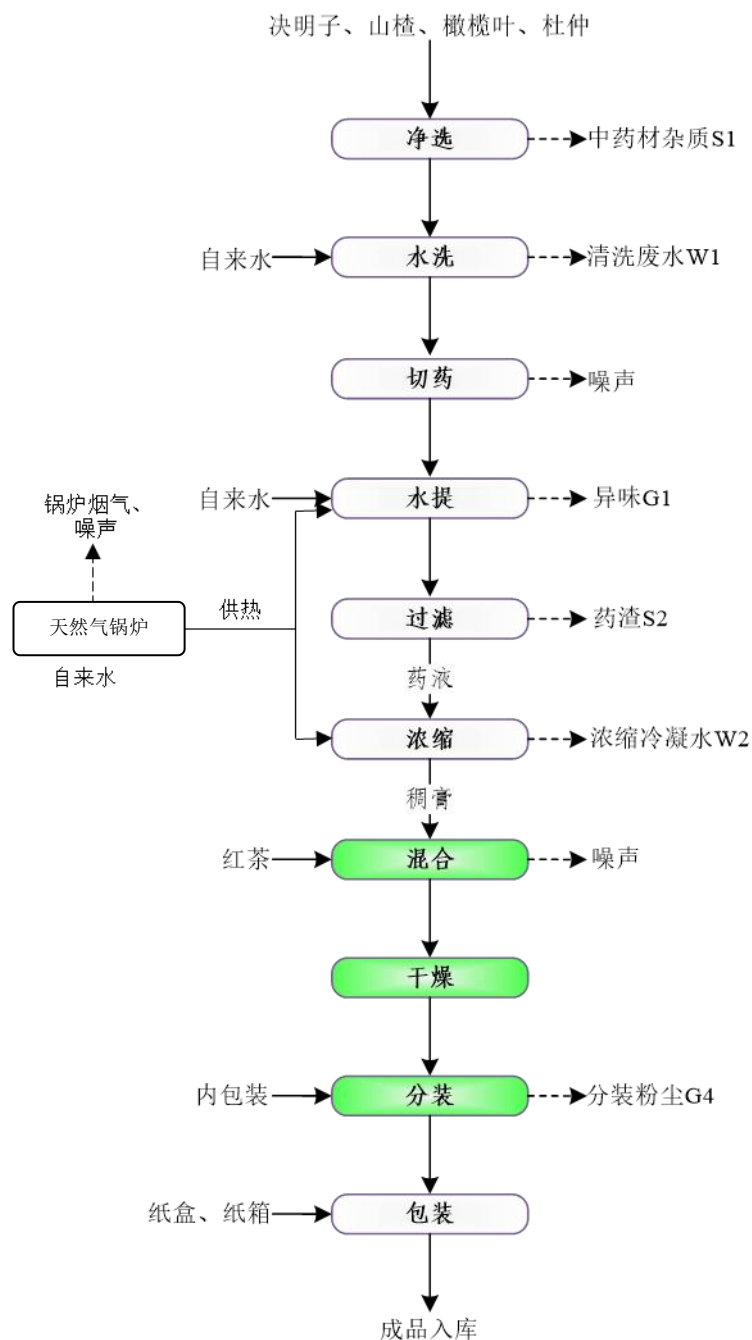 决明子、山楂、橄榄叶、杜仲
净选
中药材杂质S1
自来水
水洗
清洗废水W1
切药
噪声
锅炉烟气、
噪声
自来水
水提
异味G1
供热
天然气锅炉
自来水
过滤
药渣S2
药液
浓缩
浓缩冷凝水W2
稠膏
红茶
混合
噪声
干燥
内包装
分装
分装粉尘G4
纸盒、纸箱
包装
成品入库